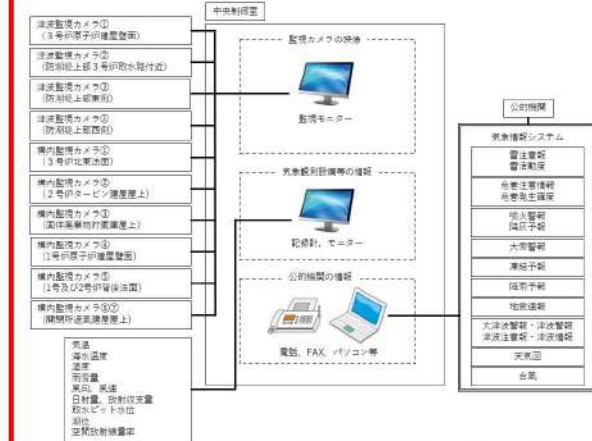 中央制御室
津波監視カメラ①
（３号炉原子炉建屋壁面）
津波監視カメラ②
（防潮堤上部３号炉取水路付近）
津波監視カメラ③
（防潮堤上部東側）
津波監視カメラ④
（防潮堤上部西側）
構内監視カメラ①
（３号炉北東法面）
構内監視カメラ②
（２号炉タービン建屋屋上）
構内監視カメラ③
（固体廃棄物貯蔵庫屋上）
構内監視カメラ④
（1号炉原子炉建屋壁面）
構内監視カメラ⑤
（1号及び2号炉背後法面）
構内監視カメラ⑥⑦
（開閉所遮風建屋屋上）
気温
海水温度
湿度
雨雪量
風向、風速
日射量、放射収支量
取水ピット水位
潮位
空間放射線量率
監視カメラの映像
監視モニター
気象観測設備等の情報
記録計、モニター
公的機関の情報
電話、FAX、パソコン等
公的機関
気象情報システム
雷注意報
雷活動度
竜巻注意情報
竜巻発生確度
噴火警報
降灰予報
大雨警報
凍結予報
降雨予報
地震速報
大津波警報・津波警報
津波注意報・津波情報
天気図
台風